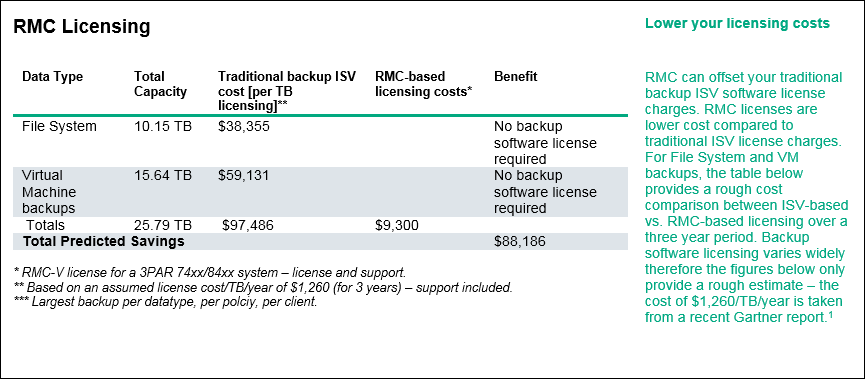 RMC Licensing
Data Type
Total
Capacity
Traditional backup ISV
cost [per TB
licensing]**
RMC-based
licensing costs*
Benefit
File System
10.15 TB
$38,355
No backup
software license
required
Virtual
Machine
backups
15.64 TB
$59,131
No backup
software license
required
Totals
25.79 TB
$97,486
$9,300
Total Predicted Savings
$88,186
* RMC-V license for a 3PAR 74xx/84xx system – license and support.
** Based on an assumed license cost/TB/year of $1,260 (for 3 years) – support included.
*** Largest backup per datatype, per polciy, per client.
Lower your licensing costs
RMC can offset your traditional
backup ISV software license
charges. RMC licenses are
lower cost compared to
traditional ISV license charges.
For File System and VM
backups, the table below
provides a rough cost
comparison between ISV-based
vs. RMC-based licensing over a
three year period. Backup
software licensing varies widely
therefore the figures below only
provide a rough estimate – the
cost of $1,260/TB/year is taken
from a recent Gartner report.¹